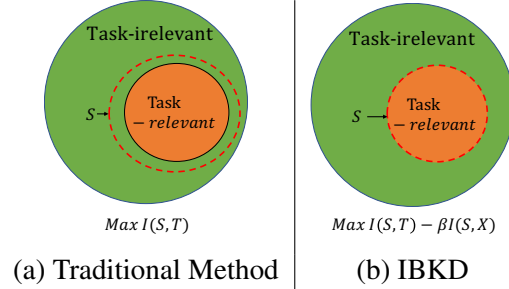 Task-irelevant
Task
S
− relevant
Max I(S,T)
(a) Traditional Method
Task-irelevant
Task
S
− relevant
Max I(S,T) − βI(S,X)
(b) IBKD